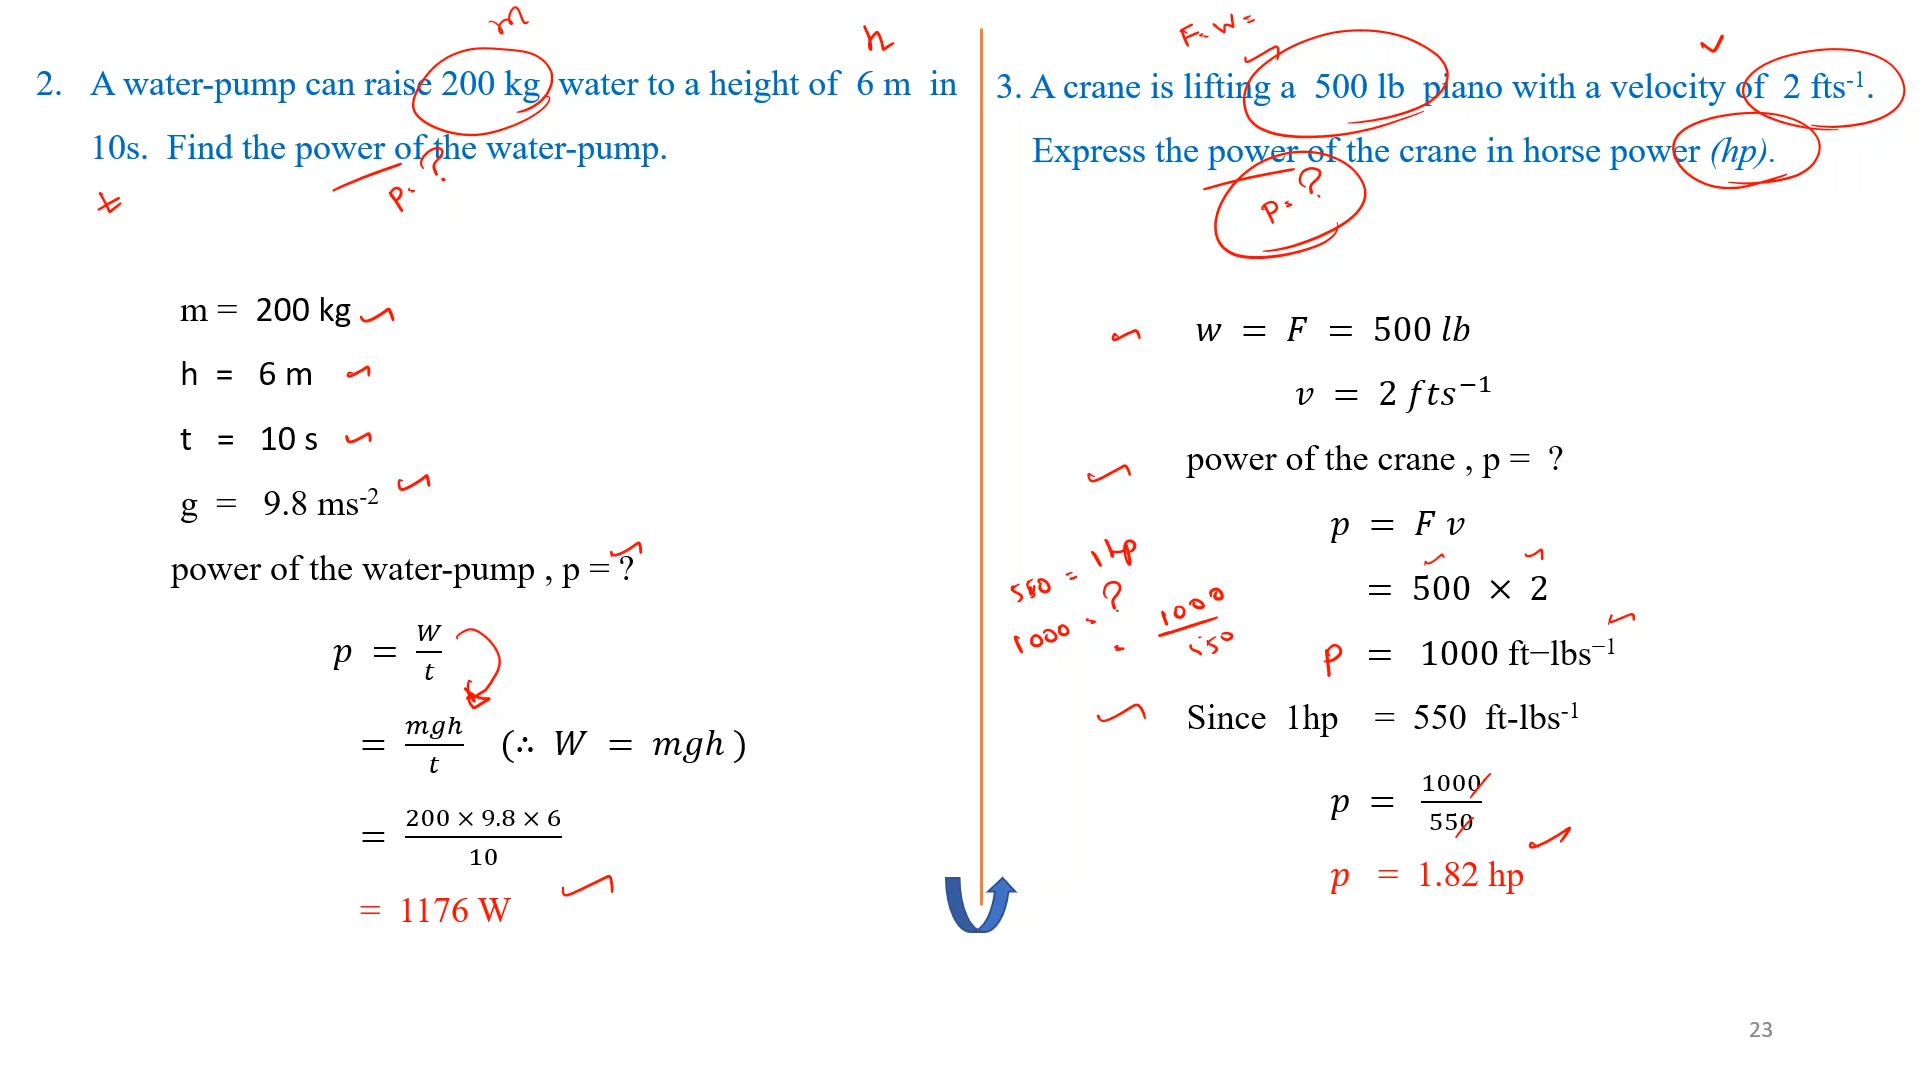 m
h
2. A water-pump can raise 200 kg water to a height of 6 m in
10s. Find the power of the water-pump.
t
p = ?
m = 200 kg
h = 6 m
t = 10 s
g = 9.8 ms⁻²
power of the water-pump , p = ?
p = W/t
= mgh/t (∴ W = mgh )
= 200 × 9.8 × 6 / 10
= 1176 W
F = W =
v
3. A crane is lifting a 500 lb piano with a velocity of 2 fts⁻¹.
Express the power of the crane in horse power (hp).
p = ?
w = F = 500 lb
v = 2 fts⁻¹
power of the crane , p = ?
p = F v
= 500 × 2
p = 1000 ft−lbs⁻¹
550 = 1hp
1000 = ?
= 1000/550
Since 1hp = 550 ft-lbs⁻¹
p = 1000/550
p = 1.82 hp
23